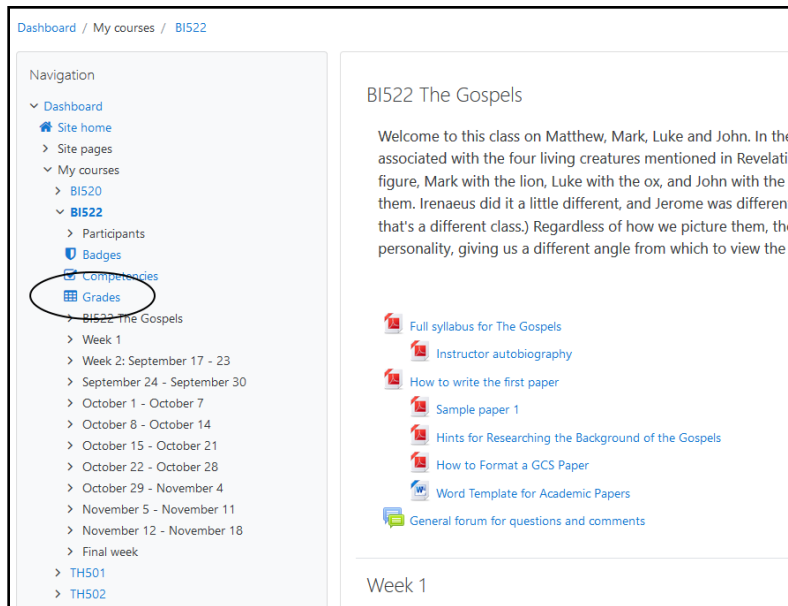 Dashboard / My courses / BI522
Navigation
Dashboard
Site home
Site pages
My courses
BI520
BI522
Participants
Badges
Competencies
Grades
BI522 The Gospels
Week 1
Week 2: September 17 - 23
September 24 - September 30
October 1 - October 7
October 8 - October 14
October 15 - October 21
October 22 - October 28
October 29 - November 4
November 5 - November 11
November 12 - November 18
Final week
TH501
TH502
BI522 The Gospels
Welcome to this class on Matthew, Mark, Luke and John. In the
associated with the four living creatures mentioned in Revelati
figure, Mark with the lion, Luke with the ox, and John with the
them. Irenaeus did it a little different, and Jerome was different
that's a different class.) Regardless of how we picture them, the
personality, giving us a different angle from which to view the
Full syllabus for The Gospels
Instructor autobiography
How to write the first paper
Sample paper 1
Hints for Researching the Background of the Gospels
How to Format a GCS Paper
Word Template for Academic Papers
General forum for questions and comments
Week 1